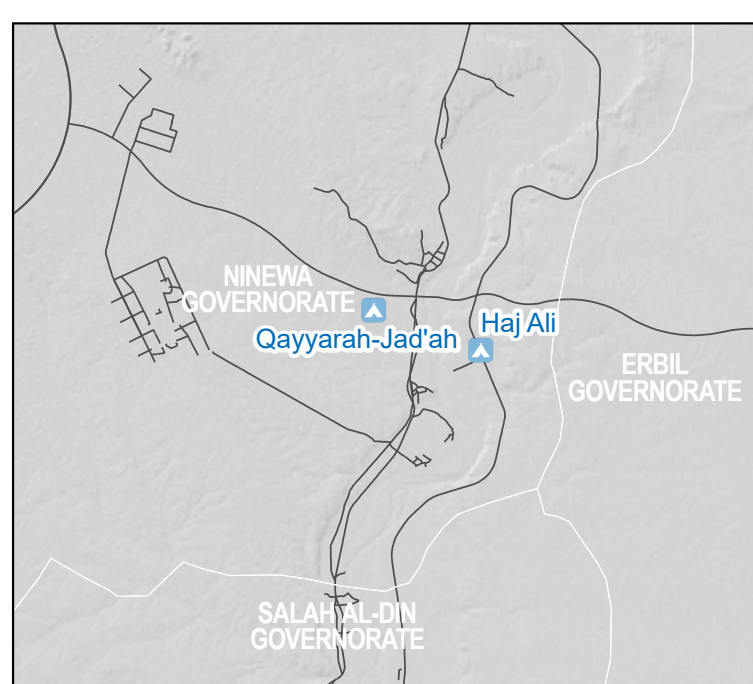 NINEWA
GOVERNORATE
Qayyarah-Jad'ah
Haj Ali
ERBIL
GOVERNORATE
SALAH AL-DIN
GOVERNORATE